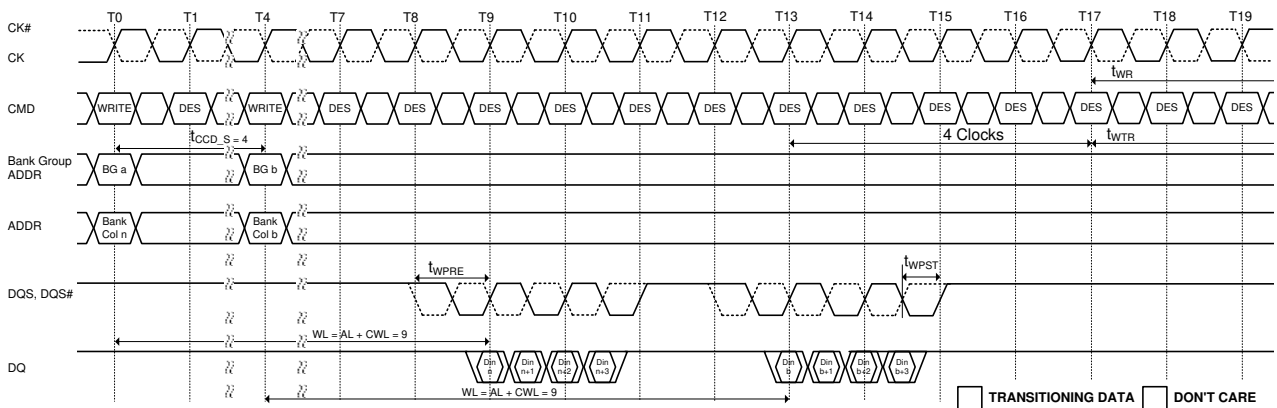 T0 T1 T4 T7 T8 T9 T10 T11 T12 T13 T14 T15 T16 T17 T18 T19
CK#
CK
tWR
CMD WRITE DES WRITE DES DES DES DES DES DES DES DES DES DES DES DES DES
tCCD_S = 4
4 Clocks
tWTR
Bank Group
ADDR
BG a BG b
ADDR
Bank
Col n
Bank
Col b
tWPRE
tWPST
DQS, DQS#
WL = AL + CWL = 9
DQ
Din
n
Din
n+1
Din
n+2
Din
n+3
Din
b
Din
b+1
Din
b+2
Din
b+3
WL = AL + CWL = 9
TRANSITIONING DATA DON'T CARE